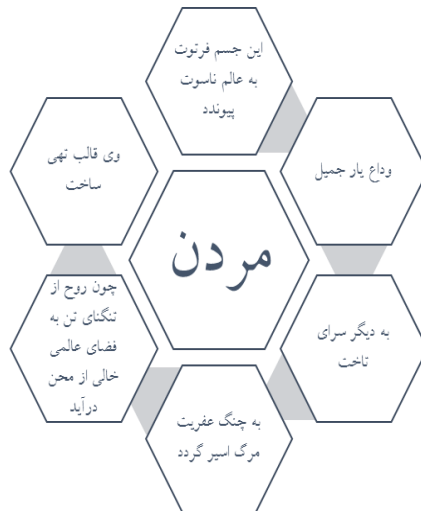 این جسم فرتوت
به عالم ناسوت
پیوندد
وداع یار جمیل
به دیگر سرای
تاخت
به چنگ عفریت
مرگ اسیر گردد
چون روح از
تنگنای تن به
فضای عالمی
خالی از محن
درآید
وی قالب تهی
ساخت
مردن